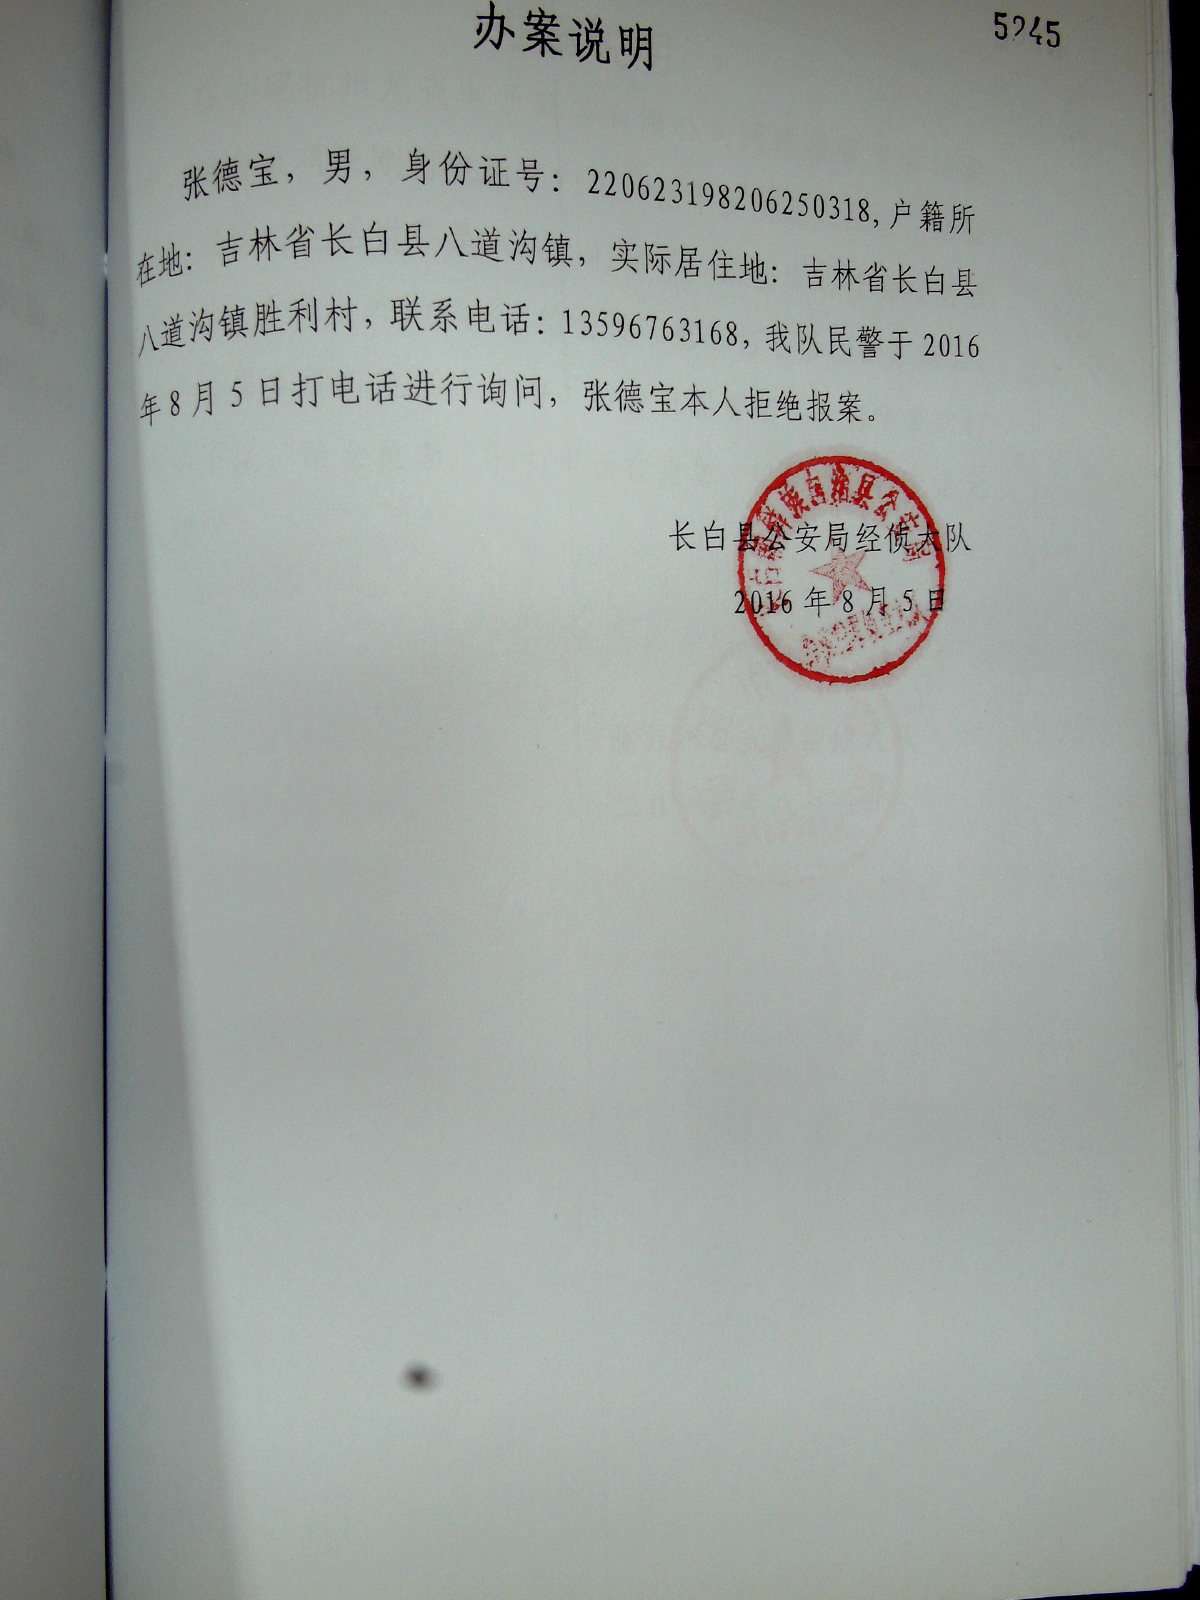 办案说明
5245
张德宝，男，身份证号：220623198206250318,户籍所
在地：吉林省长白县八道沟镇，实际居住地：吉林省长白县
八道沟镇胜利村，联系电话：13596763168，我队民警于2016
年8月5日打电话进行询问，张德宝本人拒绝报案。
长白县公安局经侦大队
2016年8月5日